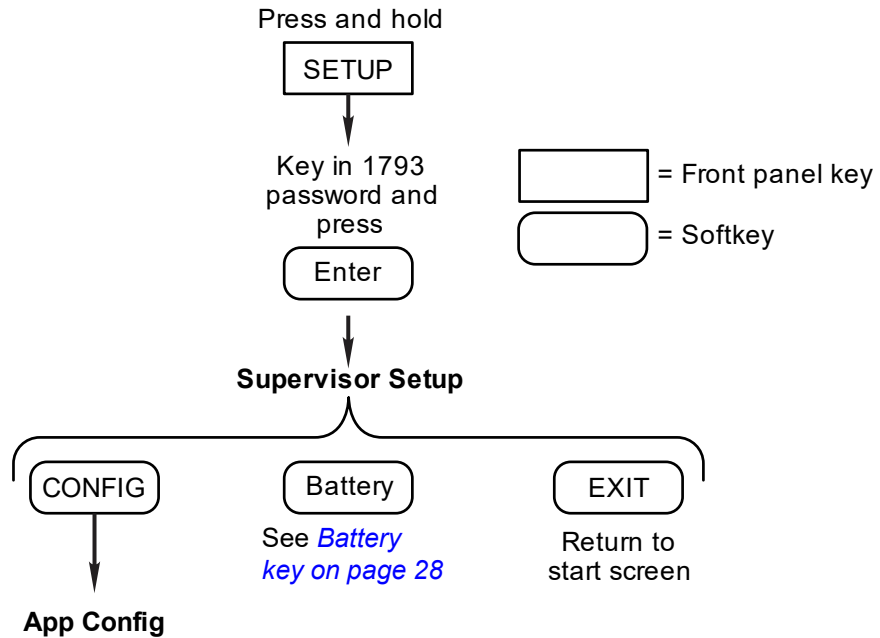 Press and hold
SETUP
Key in 1793
password and
press
Enter
= Front panel key
= Softkey
Supervisor Setup
CONFIG
Battery
EXIT
See Battery
key on page 28
Return to
start screen
App Config